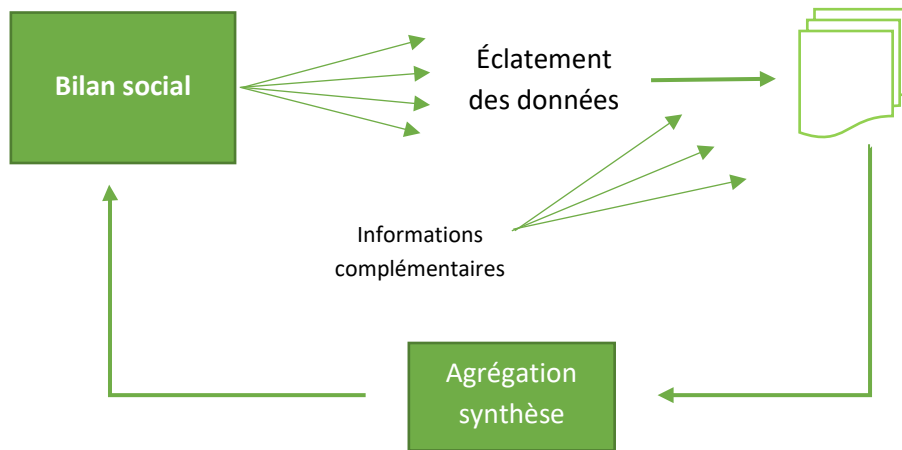 Bilan social
Éclatement
des données
Informations
complémentaires
Agrégation
synthèse